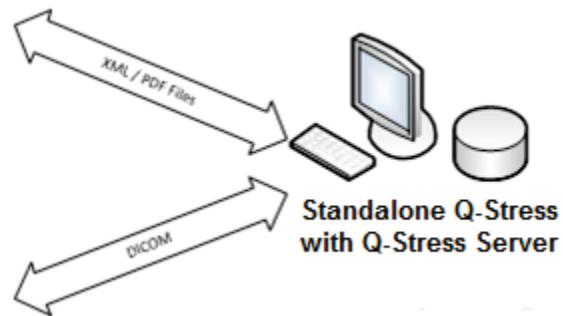 XML / PDF Files
DICOM
Standalone Q-Stress
with Q-Stress Server